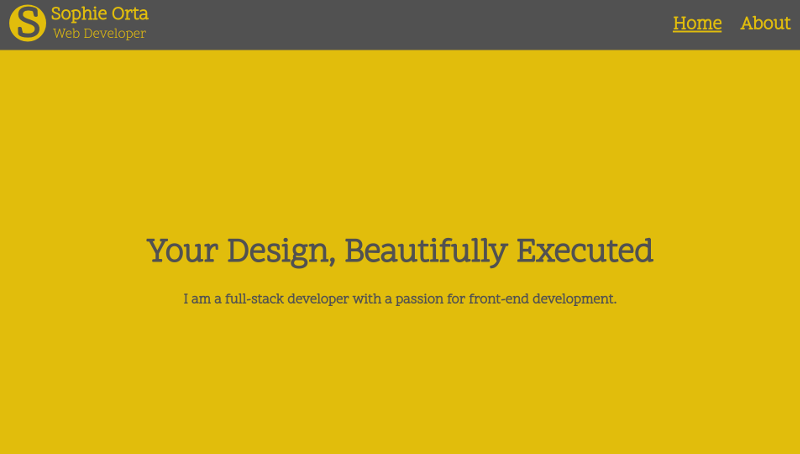 S
Sophie Orta
Web Developer
Home
About
Your Design, Beautifully Executed
I am a full-stack developer with a passion for front-end development.